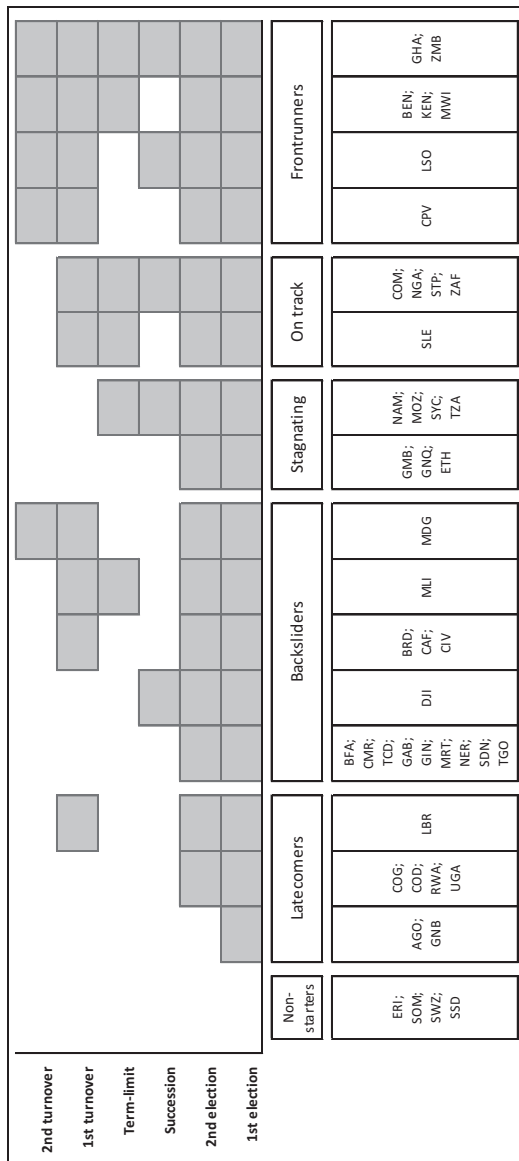 2nd turnover
1st turnover
Term-limit
Succession
2nd election
1st election
Non-
starters
Latecomers
Backsliders
Stagnating
On track
Frontrunners
ERI;
SOM;
SWZ;
SSD
AGO;
GNB
COG;
COD;
RWA;
UGA
LBR
BFA;
CMR;
TCD;
GAB;
GIN;
MRT;
NER;
SDN;
TGO
DJI
BRD;
CAF;
CIV
MLI
MDG
GMB;
GNQ;
ETH
NAM;
MOZ;
SYC;
TZA
SLE
COM;
NGA;
STP;
ZAF
CPV
LSO
BEN;
KEN;
MWI
GHA;
ZMB